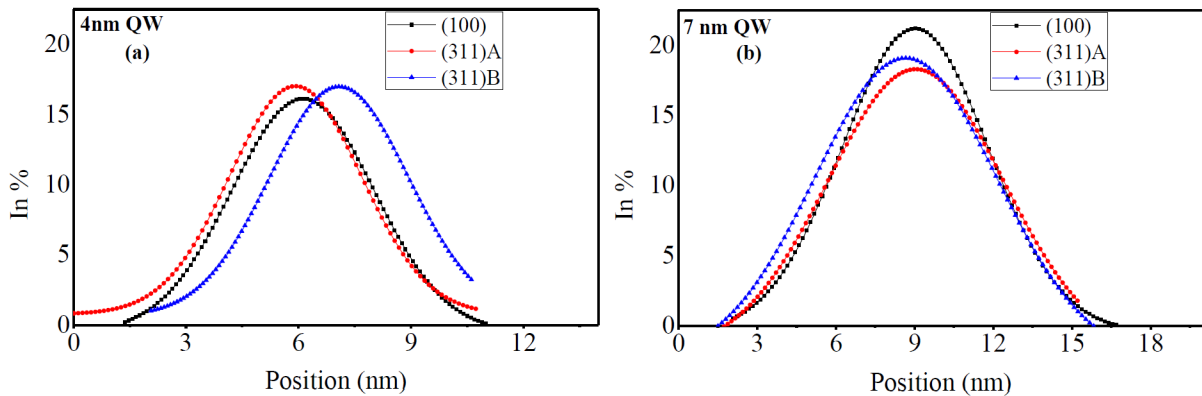 4nm QW
(a)
(100)
(311)A
(311)B
In %
20
15
10
5
0
0 3 6 9 12
Position (nm)
7 nm QW
(b)
(100)
(311)A
(311)B
In %
20
15
10
5
0
0 3 6 9 12 15 18
Position (nm)